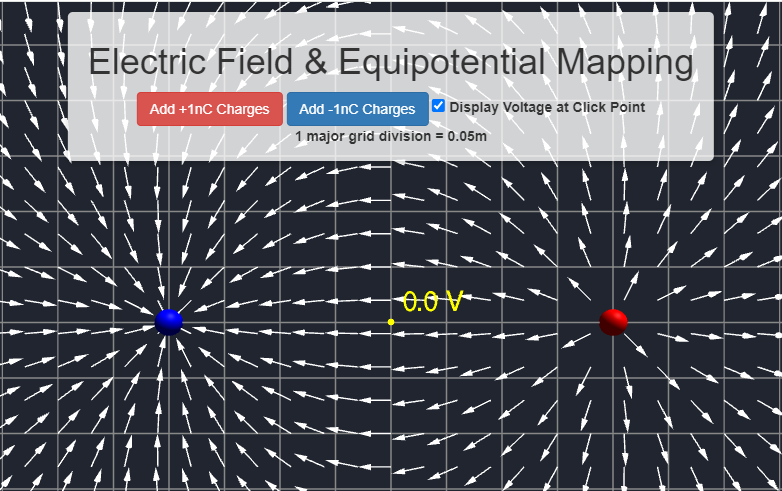 Electric Field & Equipotential Mapping
Add +1nC Charges Add -1nC Charges Display Voltage at Click Point
1 major grid division = 0.05m
0.0 V